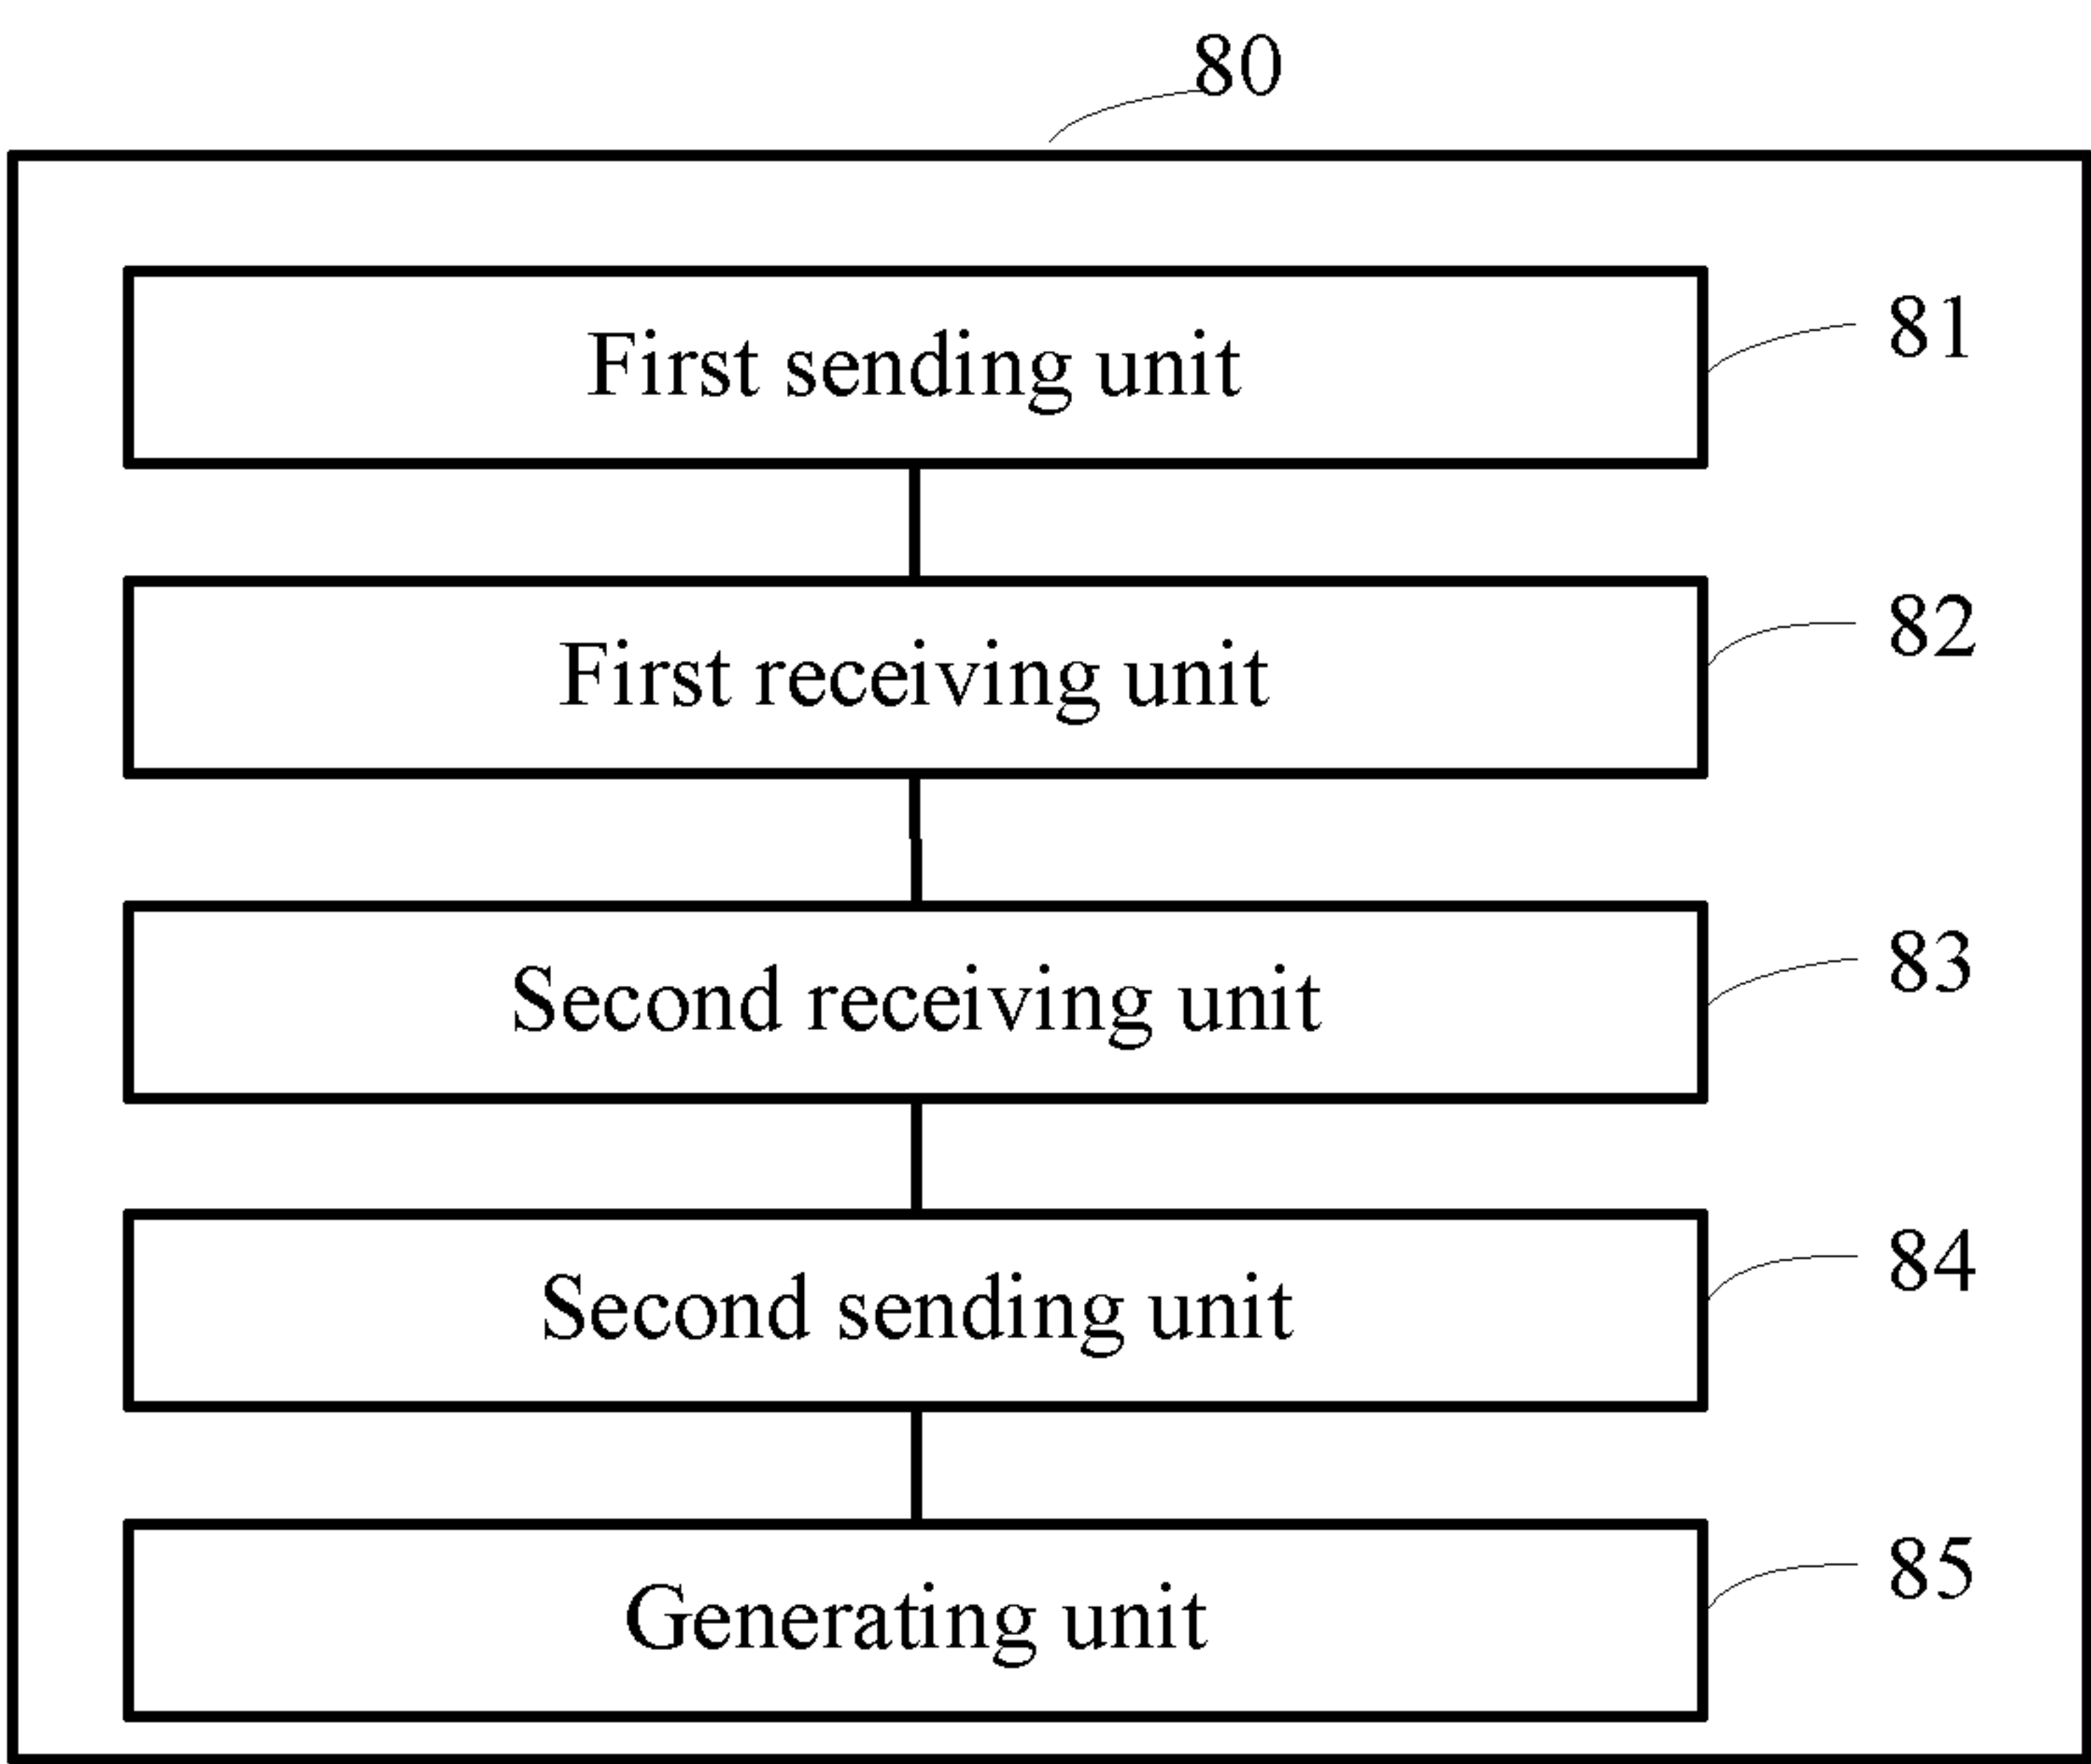 80
First sending unit
81
First receiving unit
82
Second receiving unit
83
Second sending unit
84
Generating unit
85